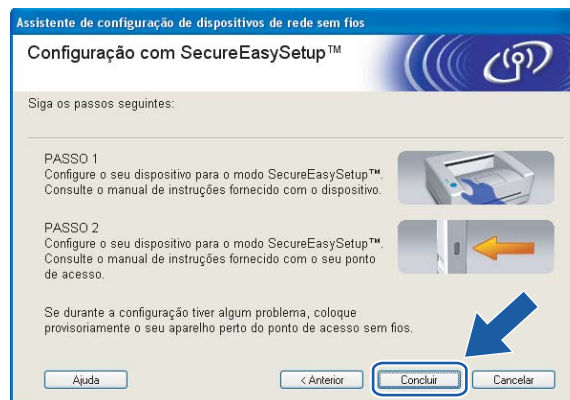 Assistente de configuração de dispositivos de rede sem fios
Configuração com SecureEasySetup™
Siga os passos seguintes:
PASSO 1
Configure o seu dispositivo para o modo SecureEasySetup™.
Consulte o manual de instruções fornecido com o dispositivo.
PASSO 2
Configure o seu dispositivo para o modo SecureEasySetup™.
Consulte o manual de instruções fornecido com o seu ponto
de acesso.
Se durante a configuração tiver algum problema, coloque
provisoriamente o seu aparelho perto do ponto de acesso sem fios.
Ajuda
< Anterior
Concluir
Cancelar